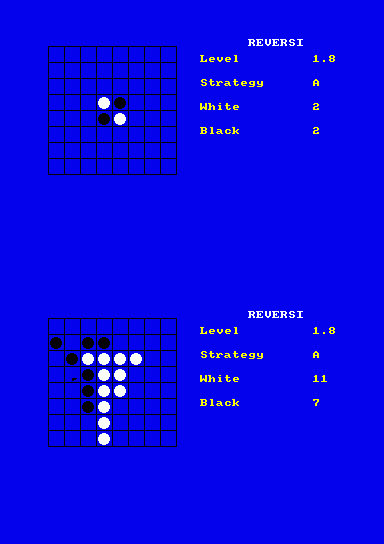 REVERSI
Level 1.8
Strategy A
White 2
Black 2
REVERSI
Level 1.8
Strategy A
White 11
Black 7